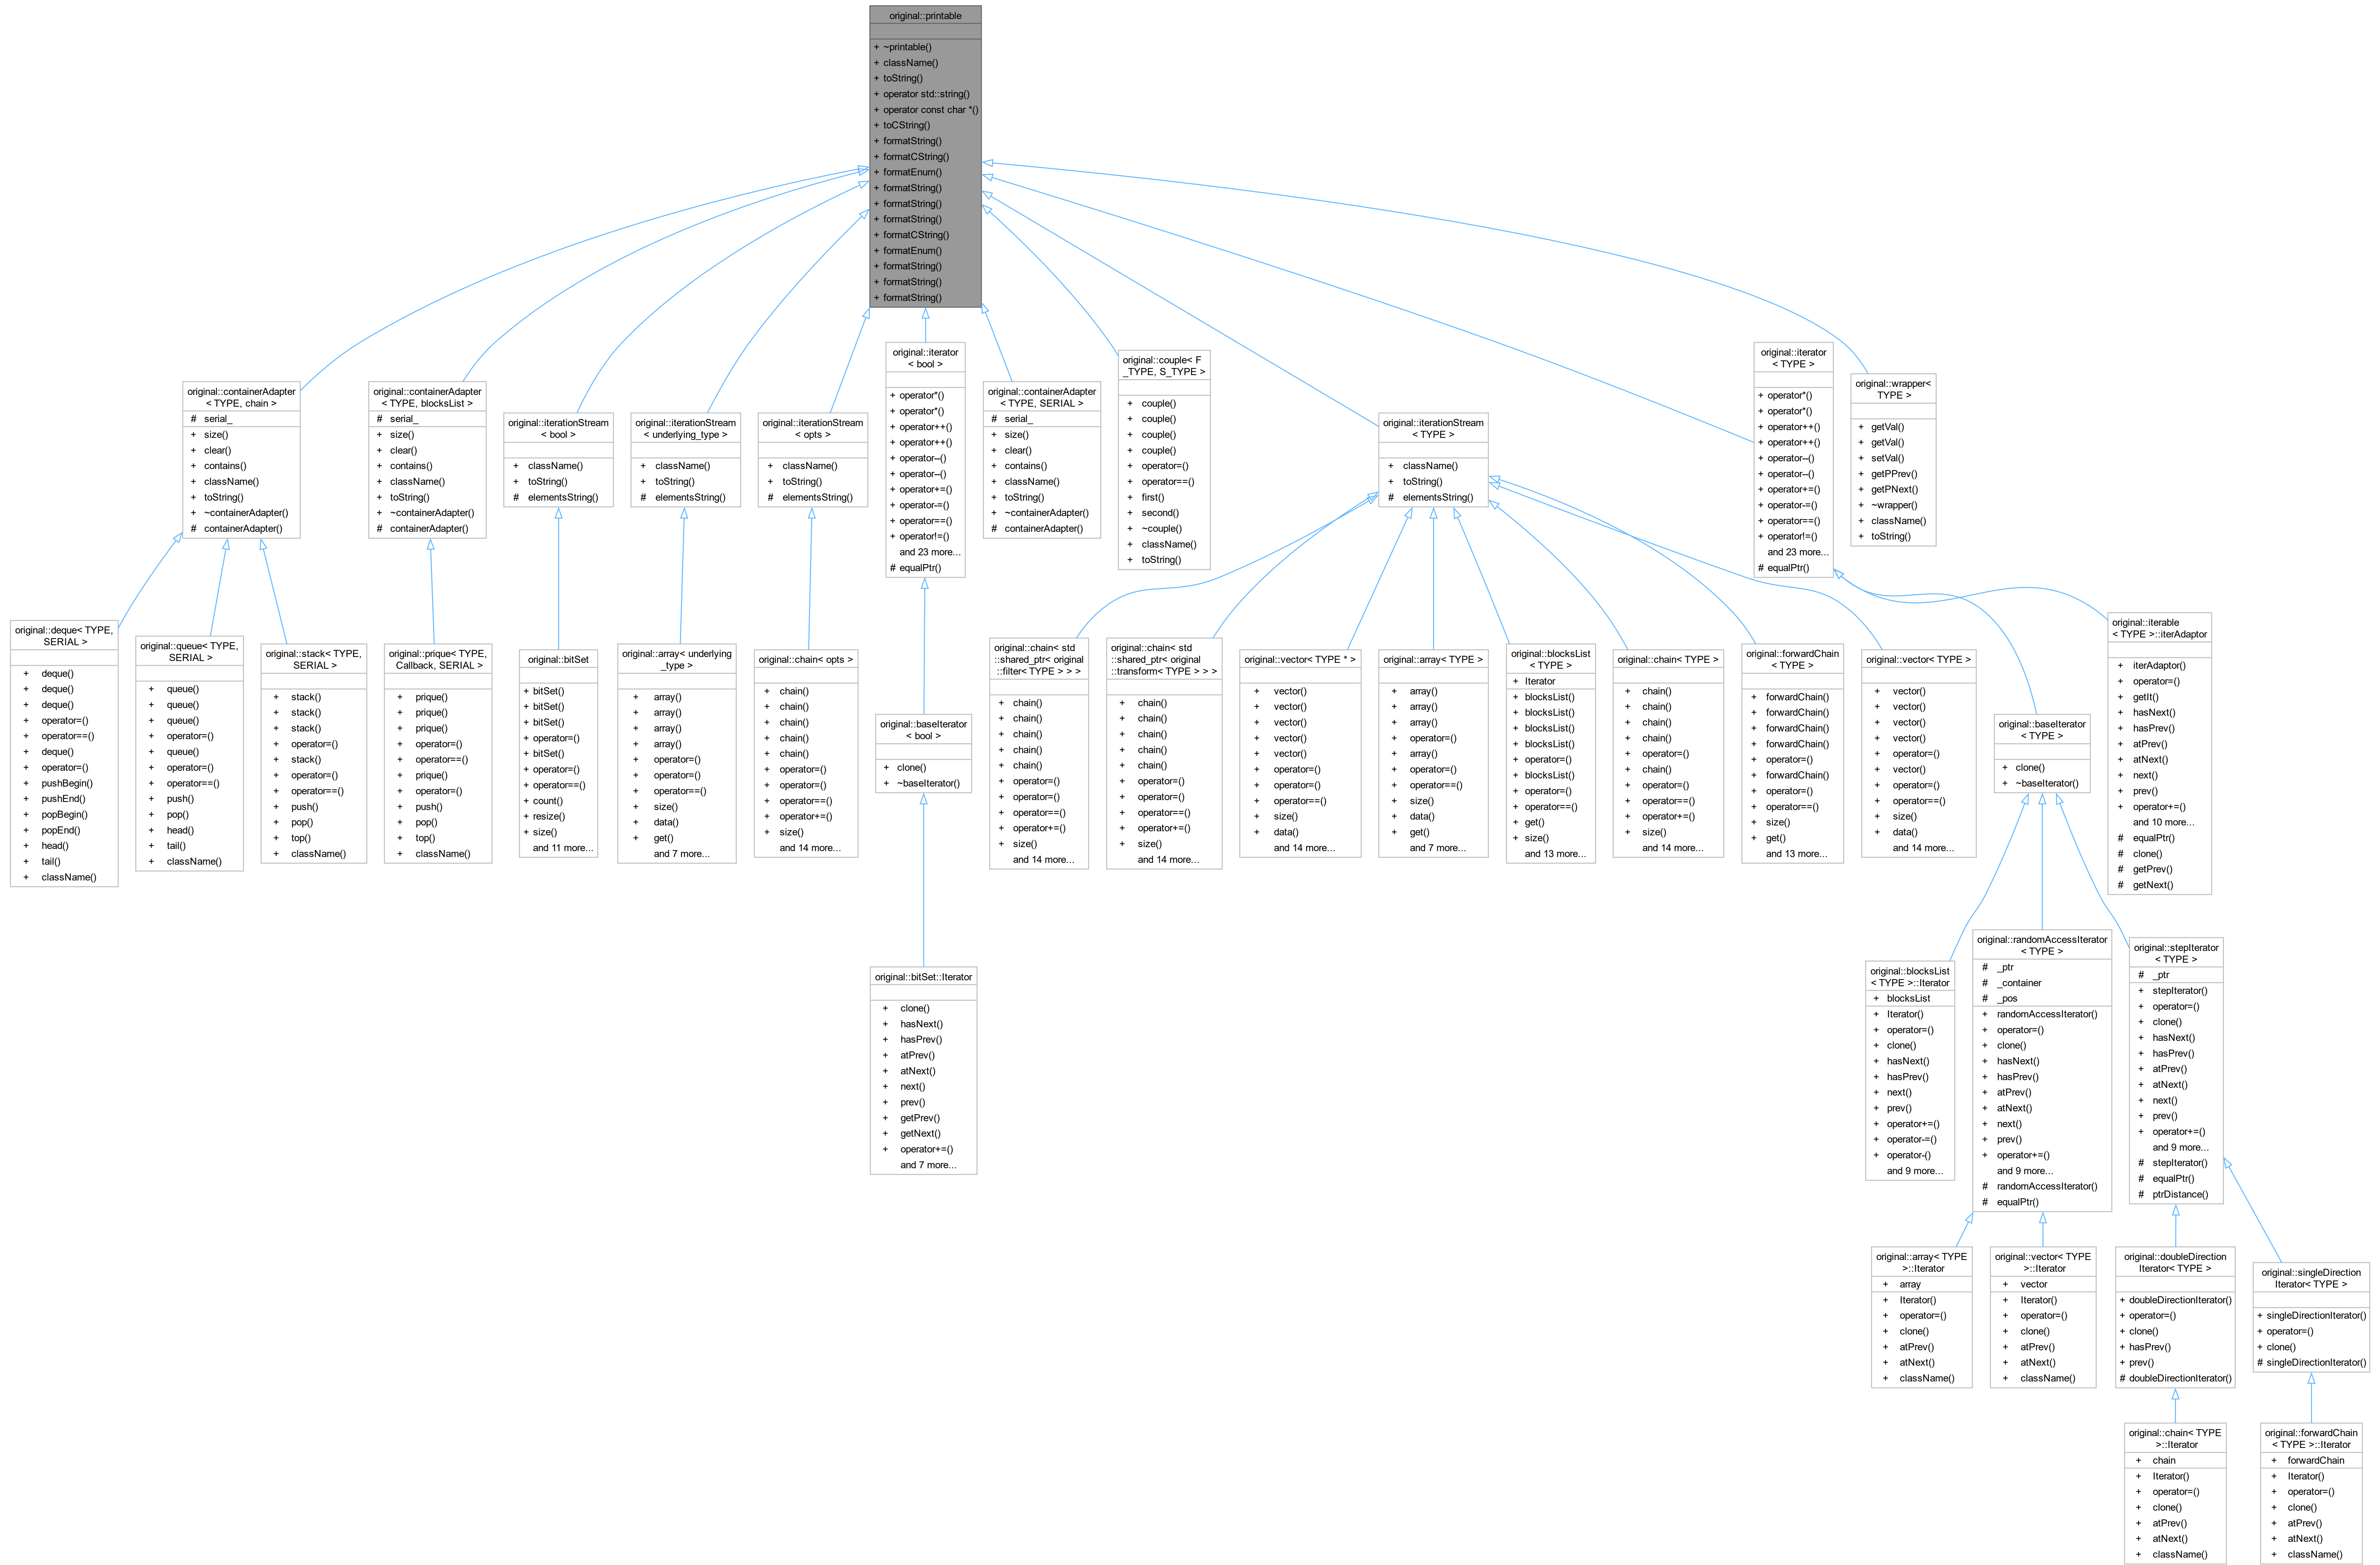 original::printable
+ ~printable()
+ className()
+ toString()
+ operator std::string()
+ operator const char *()
+ toCString()
+ formatString()
+ formatCString()
+ formatEnum()
+ formatString()
+ formatString()
+ formatString()
+ formatCString()
+ formatEnum()
+ formatString()
+ formatString()
+ formatString()
original::containerAdapter
< TYPE, chain >
# serial_
+ size()
+ clear()
+ contains()
+ className()
+ toString()
+ ~containerAdapter()
# containerAdapter()
original::containerAdapter
< TYPE, blocksList >
# serial_
+ size()
+ clear()
+ contains()
+ className()
+ toString()
+ ~containerAdapter()
# containerAdapter()
original::iterationStream
< bool >
+ className()
+ toString()
# elementsString()
original::iterationStream
< underlying_type >
+ className()
+ toString()
# elementsString()
original::iterationStream
< opts >
+ className()
+ toString()
# elementsString()
original::iterator
< bool >
+ operator*()
+ operator*()
+ operator++()
+ operator++()
+ operator--()
+ operator--()
+ operator+=()
+ operator-=()
+ operator==()
+ operator!=()
and 23 more...
# equalPtr()
original::containerAdapter
< TYPE, SERIAL >
# serial_
+ size()
+ clear()
+ contains()
+ className()
+ toString()
+ ~containerAdapter()
# containerAdapter()
original::couple< F
_TYPE, S_TYPE >
+ couple()
+ couple()
+ couple()
+ couple()
+ operator=()
+ operator==()
+ first()
+ second()
+ ~couple()
+ className()
+ toString()
original::iterationStream
< TYPE >
+ className()
+ toString()
# elementsString()
original::iterator
< TYPE >
+ operator*()
+ operator*()
+ operator++()
+ operator++()
+ operator--()
+ operator--()
+ operator+=()
+ operator-=()
+ operator==()
+ operator!=()
and 23 more...
# equalPtr()
original::wrapper<
TYPE >
+ getVal()
+ getVal()
+ setVal()
+ getPPrev()
+ getPNext()
+ ~wrapper()
+ className()
+ toString()
original::deque< TYPE,
SERIAL >
+ deque()
+ deque()
+ deque()
+ operator=()
+ operator==()
+ deque()
+ operator=()
+ pushBegin()
+ pushEnd()
+ popBegin()
+ popEnd()
+ head()
+ tail()
+ className()
original::queue< TYPE,
SERIAL >
+ queue()
+ queue()
+ queue()
+ operator=()
+ queue()
+ operator=()
+ operator==()
+ push()
+ pop()
+ head()
+ tail()
+ className()
original::stack< TYPE,
SERIAL >
+ stack()
+ stack()
+ stack()
+ operator=()
+ stack()
+ operator=()
+ operator==()
+ push()
+ pop()
+ top()
+ className()
original::prique< TYPE,
Callback, SERIAL >
+ prique()
+ prique()
+ prique()
+ operator=()
+ operator==()
+ prique()
+ operator=()
+ push()
+ pop()
+ top()
+ className()
original::bitSet
+ bitSet()
+ bitSet()
+ bitSet()
+ operator=()
+ bitSet()
+ operator=()
+ operator==()
+ count()
+ resize()
+ size()
and 11 more...
original::array< underlying
_type >
+ array()
+ array()
+ array()
+ array()
+ operator=()
+ operator=()
+ operator==()
+ size()
+ data()
+ get()
and 7 more...
original::chain< opts >
+ chain()
+ chain()
+ chain()
+ chain()
+ chain()
+ operator=()
+ operator=()
+ operator==()
+ operator+=()
+ size()
and 14 more...
original::baseIterator
< bool >
+ clone()
+ ~baseIterator()
original::chain< std
::shared_ptr< original
::filter< TYPE > > >
+ chain()
+ chain()
+ chain()
+ chain()
+ chain()
+ operator=()
+ operator=()
+ operator==()
+ operator+=()
+ size()
and 14 more...
original::chain< std
::shared_ptr< original
::transform< TYPE > > >
+ chain()
+ chain()
+ chain()
+ chain()
+ chain()
+ operator=()
+ operator=()
+ operator==()
+ operator+=()
+ size()
and 14 more...
original::vector< TYPE * >
+ vector()
+ vector()
+ vector()
+ vector()
+ vector()
+ operator=()
+ operator=()
+ operator==()
+ size()
+ data()
and 14 more...
original::array< TYPE >
+ array()
+ array()
+ array()
+ operator=()
+ array()
+ operator=()
+ operator==()
+ size()
+ data()
+ get()
and 7 more...
original::blocksList
< TYPE >
+ Iterator
+ blocksList()
+ blocksList()
+ blocksList()
+ blocksList()
+ operator=()
+ blocksList()
+ operator=()
+ operator==()
+ get()
+ size()
and 13 more...
original::chain< TYPE >
+ chain()
+ chain()
+ chain()
+ chain()
+ operator=()
+ chain()
+ operator=()
+ operator==()
+ operator+=()
+ size()
and 14 more...
original::forwardChain
< TYPE >
+ forwardChain()
+ forwardChain()
+ forwardChain()
+ forwardChain()
+ operator=()
+ forwardChain()
+ operator=()
+ operator==()
+ size()
+ get()
and 13 more...
original::vector< TYPE >
+ vector()
+ vector()
+ vector()
+ vector()
+ operator=()
+ vector()
+ operator=()
+ operator==()
+ size()
+ data()
and 14 more...
original::baseIterator
< TYPE >
+ clone()
+ ~baseIterator()
original::iterable
< TYPE >::iterAdaptor
+ iterAdaptor()
+ operator=()
+ getIt()
+ hasNext()
+ hasPrev()
+ atPrev()
+ atNext()
+ next()
+ prev()
+ operator+=()
and 10 more...
# equalPtr()
# clone()
# getPrev()
# getNext()
original::bitSet::Iterator
+ clone()
+ hasNext()
+ hasPrev()
+ atPrev()
+ atNext()
+ next()
+ prev()
+ getPrev()
+ getNext()
+ operator+=()
and 7 more...
original::blocksList
< TYPE >::Iterator
+ blocksList
+ Iterator()
+ operator=()
+ clone()
+ hasNext()
+ hasPrev()
+ next()
+ prev()
+ operator+=()
+ operator-=()
+ operator-()
and 9 more...
original::randomAccessIterator
< TYPE >
# _ptr
# _container
# _pos
+ randomAccessIterator()
+ operator=()
+ clone()
+ hasNext()
+ hasPrev()
+ atPrev()
+ atNext()
+ next()
+ prev()
+ operator+=()
and 9 more...
# randomAccessIterator()
# equalPtr()
original::stepIterator
< TYPE >
# _ptr
+ stepIterator()
+ operator=()
+ clone()
+ hasNext()
+ hasPrev()
+ atPrev()
+ atNext()
+ next()
+ prev()
+ operator+=()
and 9 more...
# stepIterator()
# equalPtr()
# ptrDistance()
original::array< TYPE
>::Iterator
+ array
+ Iterator()
+ operator=()
+ clone()
+ atPrev()
+ atNext()
+ className()
original::vector< TYPE
>::Iterator
+ vector
+ Iterator()
+ operator=()
+ clone()
+ atPrev()
+ atNext()
+ className()
original::doubleDirection
Iterator< TYPE >
+ doubleDirectionIterator()
+ operator=()
+ clone()
+ hasPrev()
+ prev()
# doubleDirectionIterator()
original::singleDirection
Iterator< TYPE >
+ singleDirectionIterator()
+ operator=()
+ clone()
# singleDirectionIterator()
original::chain< TYPE
>::Iterator
+ chain
+ Iterator()
+ operator=()
+ clone()
+ atPrev()
+ atNext()
+ className()
original::forwardChain
< TYPE >::Iterator
+ forwardChain
+ Iterator()
+ operator=()
+ clone()
+ atPrev()
+ atNext()
+ className()